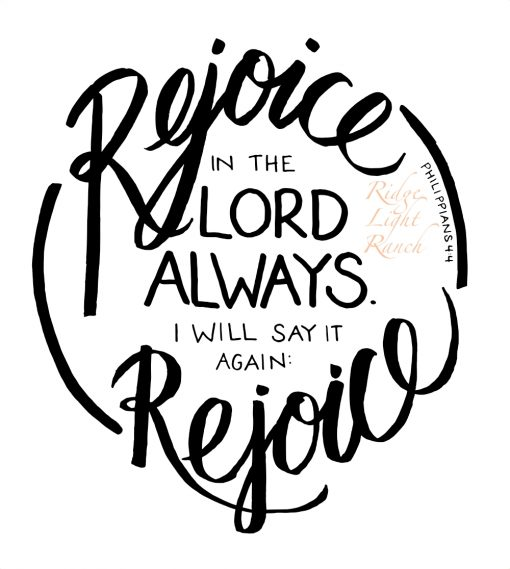 Rejoice
IN THE
LORD
ALWAYS.
I WILL SAY IT
AGAIN:
Rejoice
PHILIPPIANS 4:4
Ridge
Light
Ranch